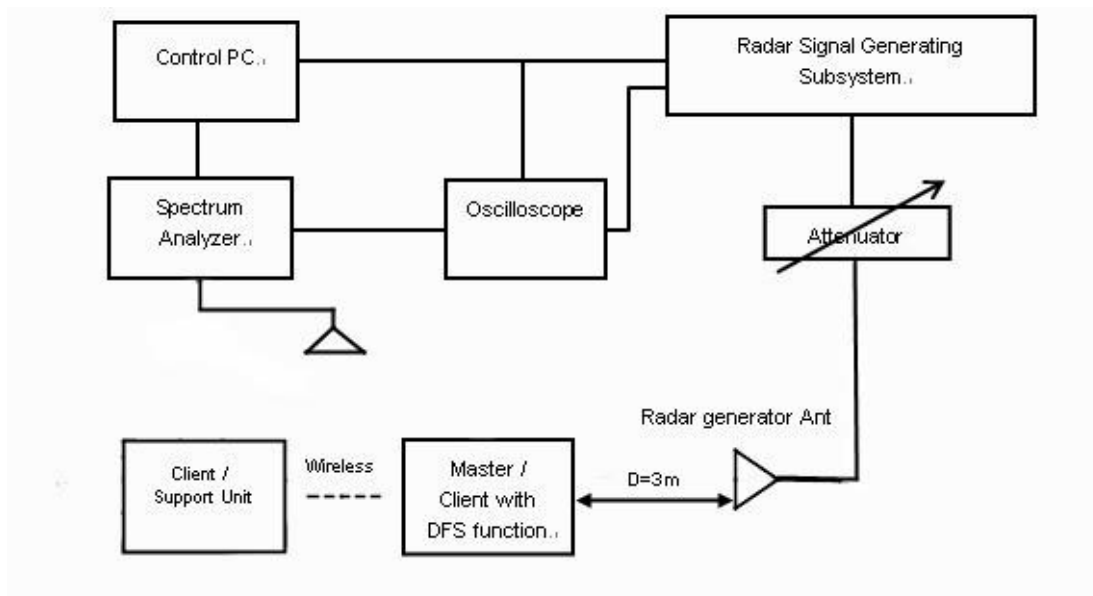 Control PC.
Radar Signal Generating
Subsystem.
Spectrum
Analyzer.
Oscilloscope
Attenuator
Radar generator Ant
Client /
Support Unit
Wireless
Master /
Client with
DFS function.
D=3m